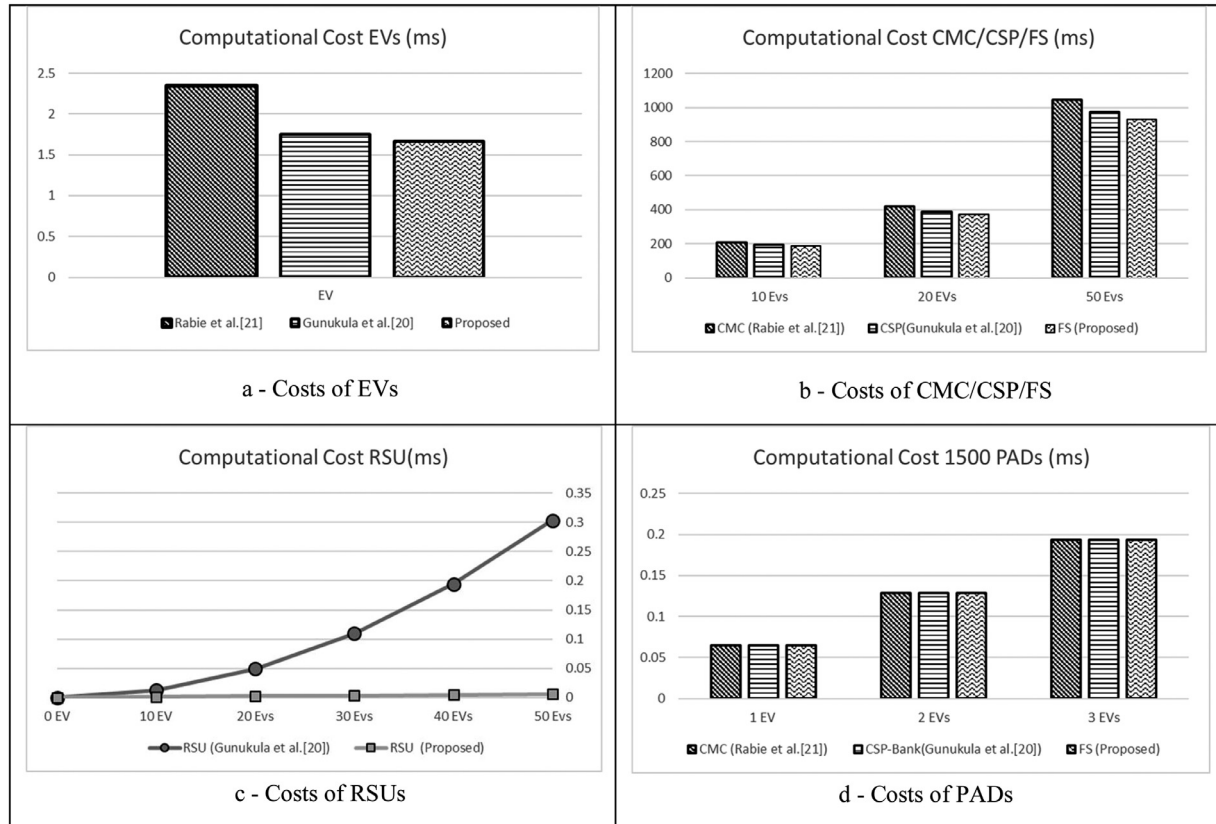 Computational Cost EVs (ms)
2.5
2
1.5
1
0.5
0
EV
Rabie et al.[21] Gunukula et al.[20] Proposed
a - Costs of EVs
Computational Cost CMC/CSP/FS (ms)
1200
1000
800
600
400
200
0
10 Evs 20 EVs 50 Evs
CMC (Rabie et al.[21]) CSP(Gunukula et al.[20]) FS (Proposed)
b - Costs of CMC/CSP/FS
Computational Cost RSU(ms)
0.35
0.3
0.25
0.2
0.15
0.1
0.05
0
0 EV 10 EV 20 Evs 30 Evs 40 EVs 50 Evs
RSU (Gunukula et al.[20]) RSU (Proposed)
c - Costs of RSUs
Computational Cost 1500 PADs (ms)
0.25
0.2
0.15
0.1
0.05
0
1 EV 2 EVs 3 EVs
CMC (Rabie et al.[21]) CSP-Bank(Gunukula et al.[20]) FS (Proposed)
d - Costs of PADs